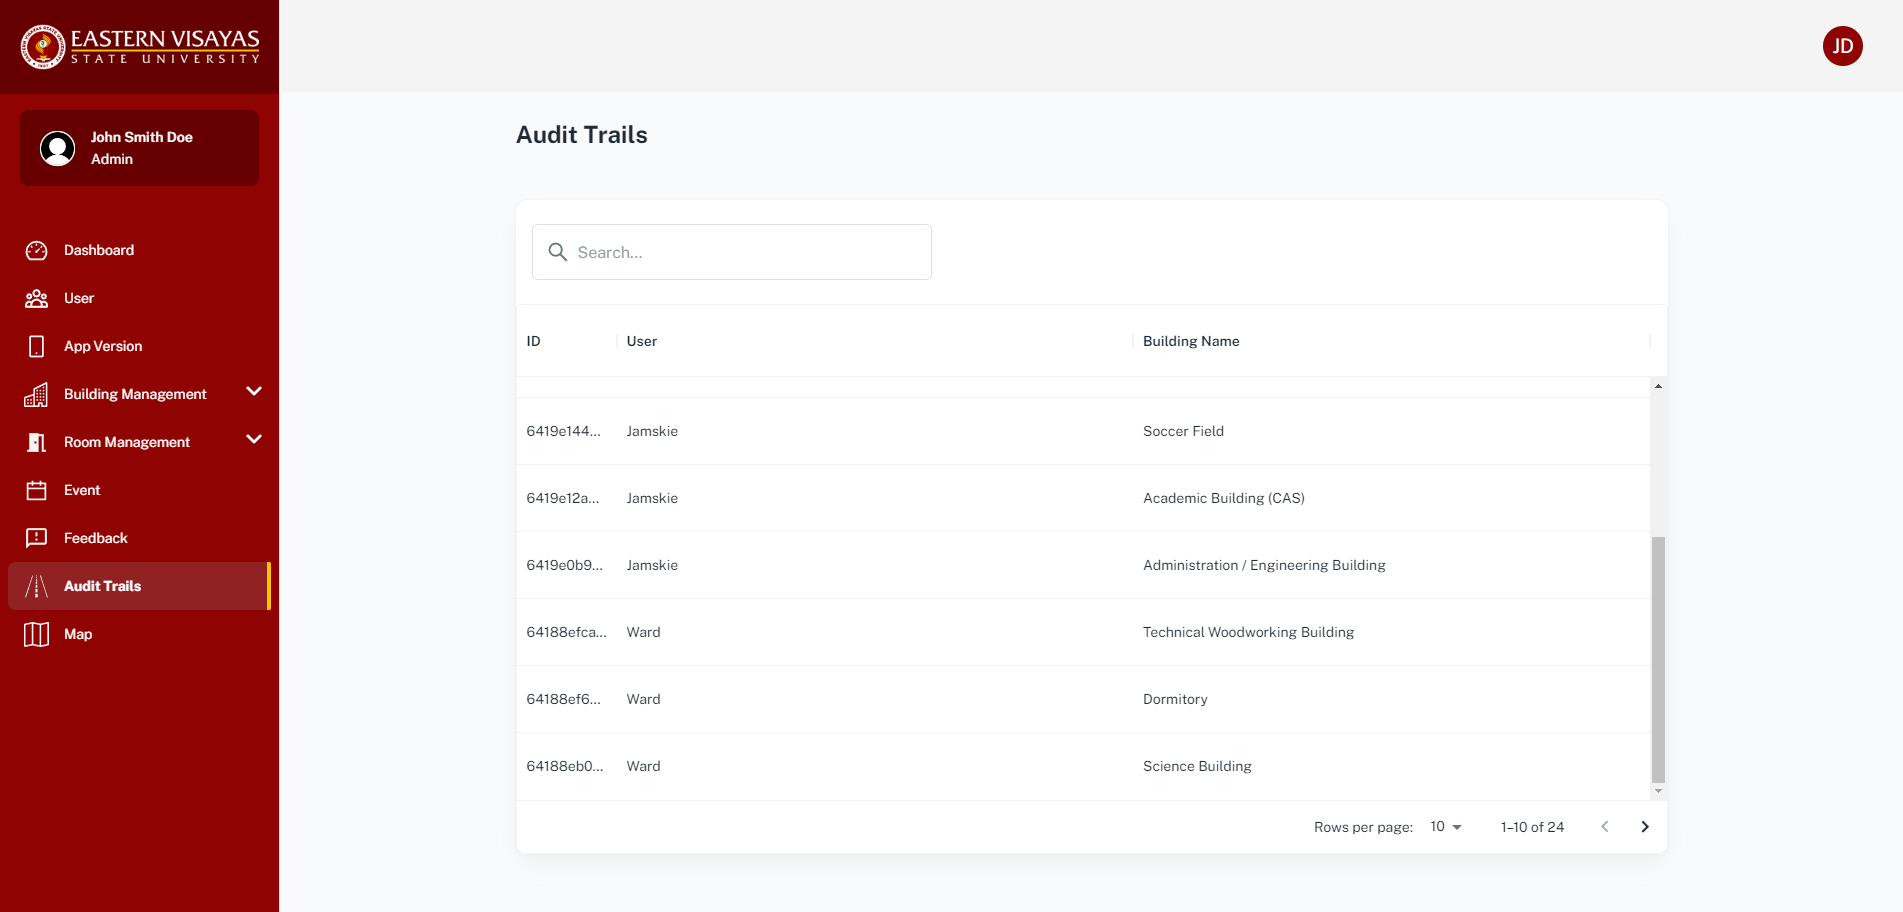 EASTERN VISAYAS
STATE UNIVERSITY
JD
John Smith Doe
Admin
Dashboard
User
App Version
Building Management
Room Management
Event
Feedback
Audit Trails
Map
Audit Trails
Search...
ID User Building Name
6419e144... Jamskie Soccer Field
6419e12a... Jamskie Academic Building (CAS)
6419e0b9... Jamskie Administration / Engineering Building
64188efca... Ward Technical Woodworking Building
64188ef6... Ward Dormitory
64188eb0... Ward Science Building
Rows per page: 10 1–10 of 24